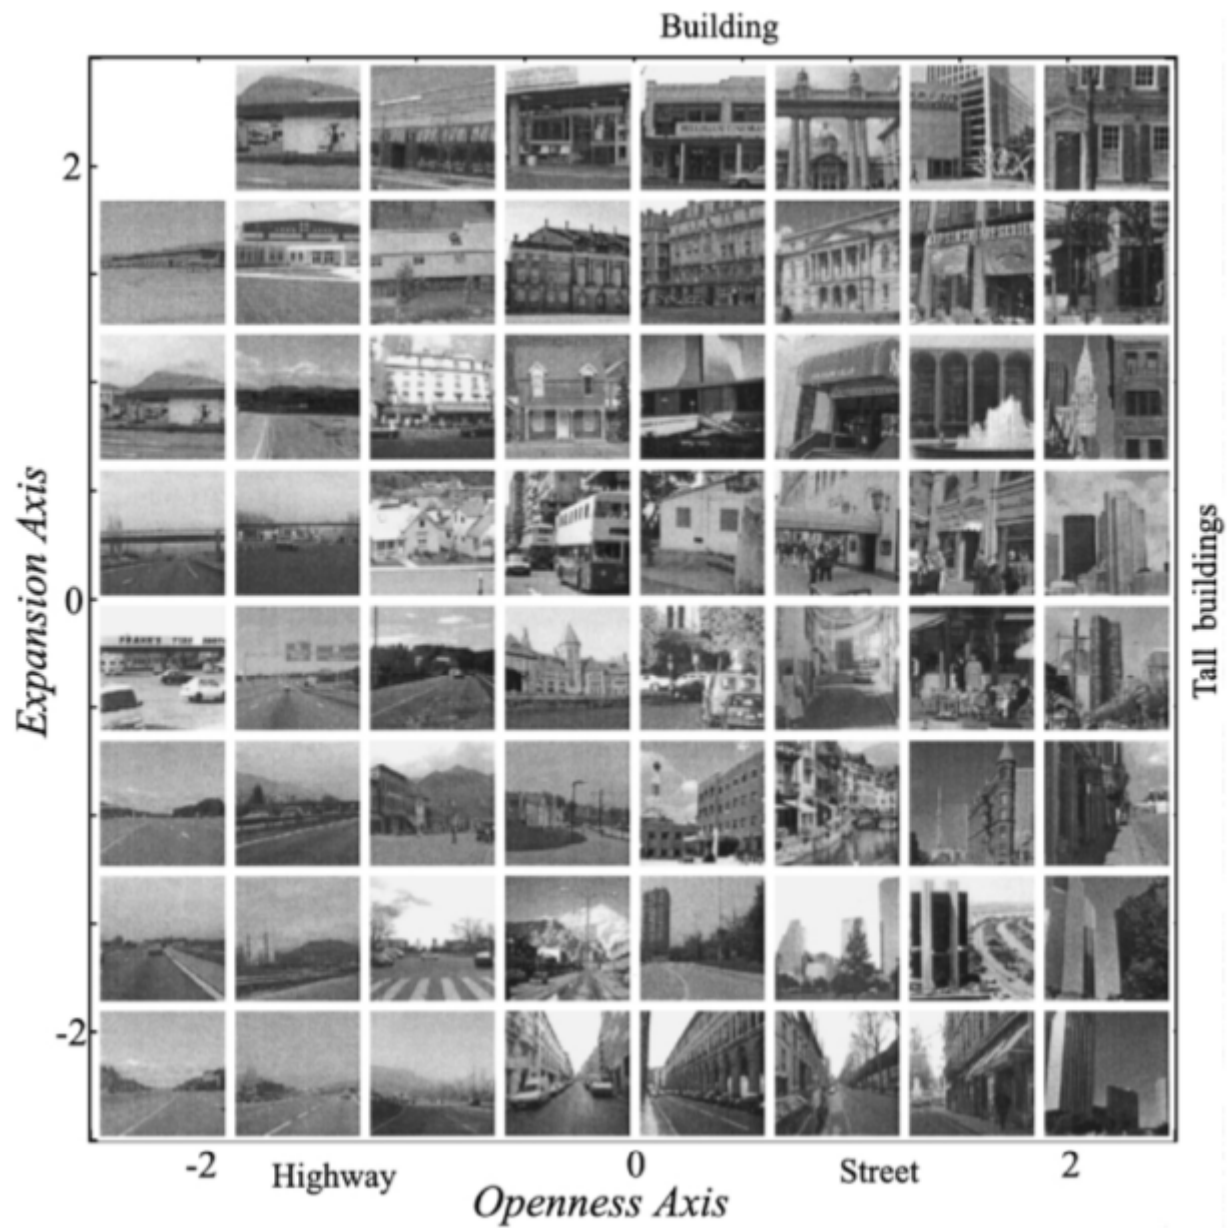 Building
2
0
-2
Expansion Axis
Tall buildings
-2
0
2
Highway
Street
Openness Axis